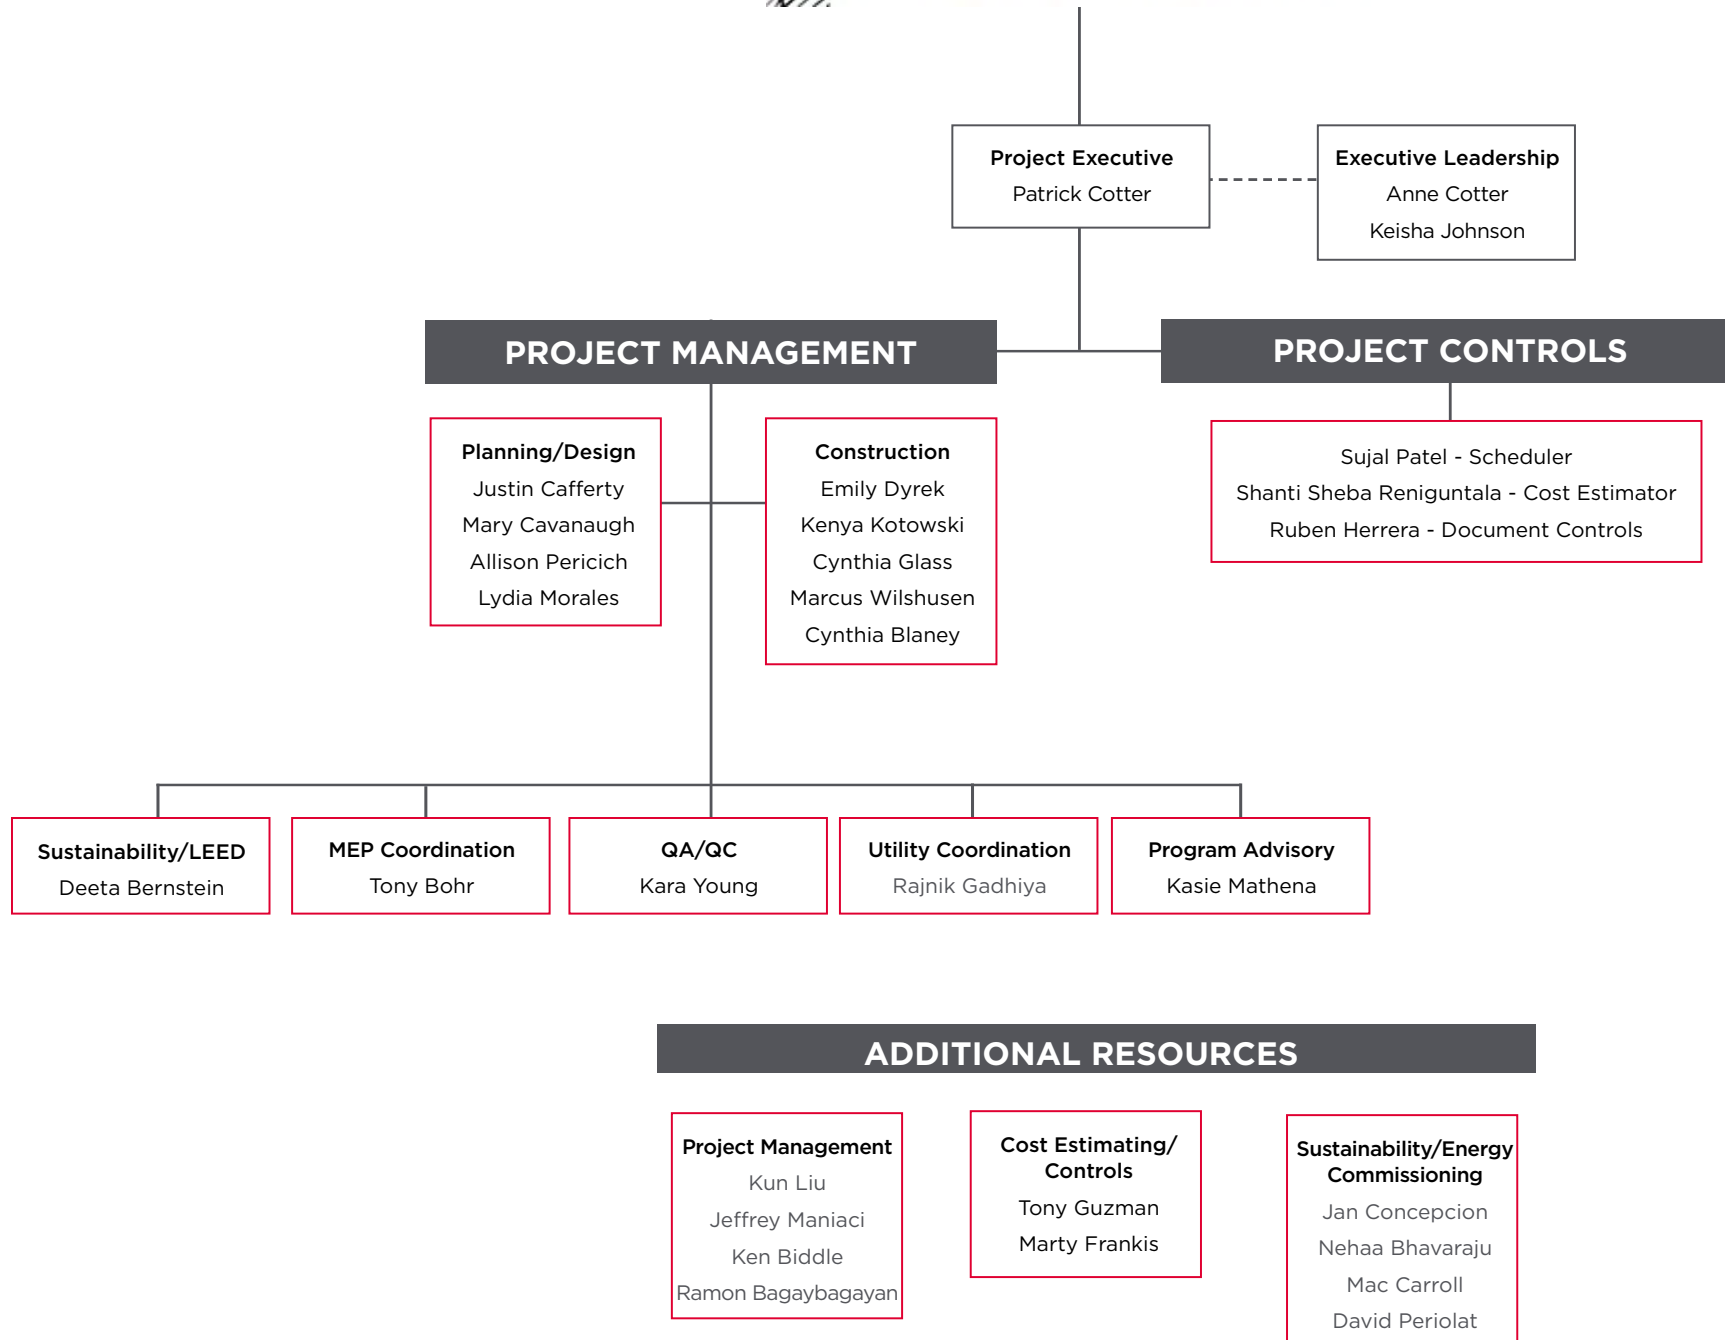 Project Executive
Patrick Cotter
Executive Leadership
Anne Cotter
Keisha Johnson
PROJECT MANAGEMENT
PROJECT CONTROLS
Planning/Design
Justin Cafferty
Mary Cavanaugh
Allison Pericich
Lydia Morales
Construction
Emily Dyrek
Kenya Kotowski
Cynthia Glass
Marcus Wilshusen
Cynthia Blaney
Sujal Patel - Scheduler
Shanti Sheba Reniguntala - Cost Estimator
Ruben Herrera - Document Controls
Sustainability/LEED
Deeta Bernstein
MEP Coordination
Tony Bohr
QA/QC
Kara Young
Utility Coordination
Rajnik Gadhiya
Program Advisory
Kasie Mathena
ADDITIONAL RESOURCES
Project Management
Kun Liu
Jeffrey Maniaci
Ken Biddle
Ramon Bagaybagayan
Cost Estimating/
Controls
Tony Guzman
Marty Frankis
Sustainability/Energy
Commissioning
Jan Concepcion
Nehaa Bhavaraju
Mac Carroll
David Periolat